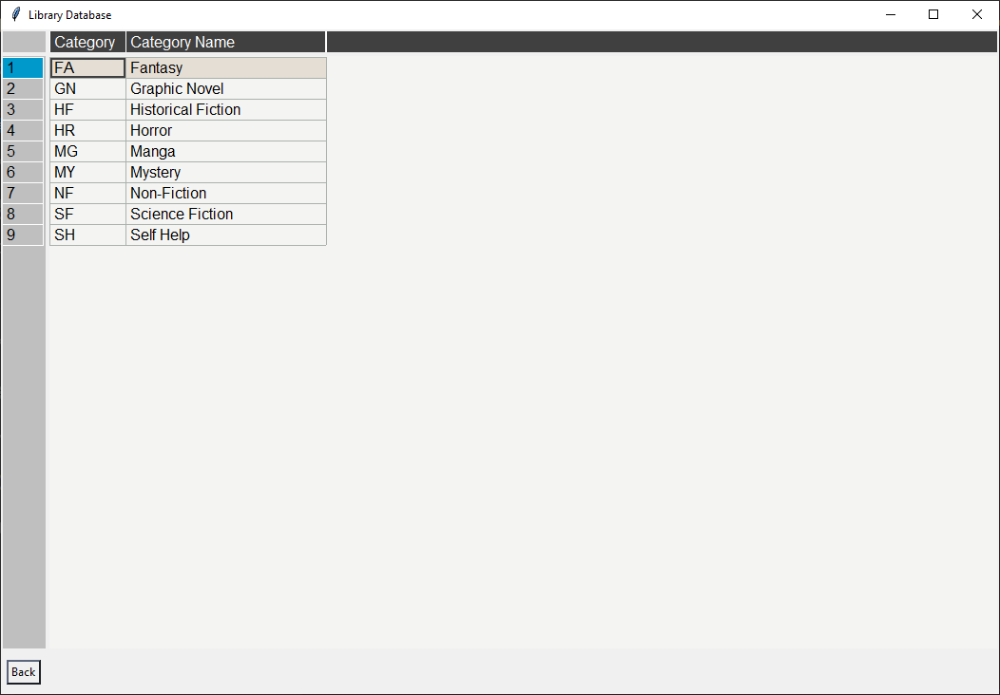 Library Database
Category Category Name
1 FA Fantasy
2 GN Graphic Novel
3 HF Historical Fiction
4 HR Horror
5 MG Manga
6 MY Mystery
7 NF Non-Fiction
8 SF Science Fiction
9 SH Self Help
Back